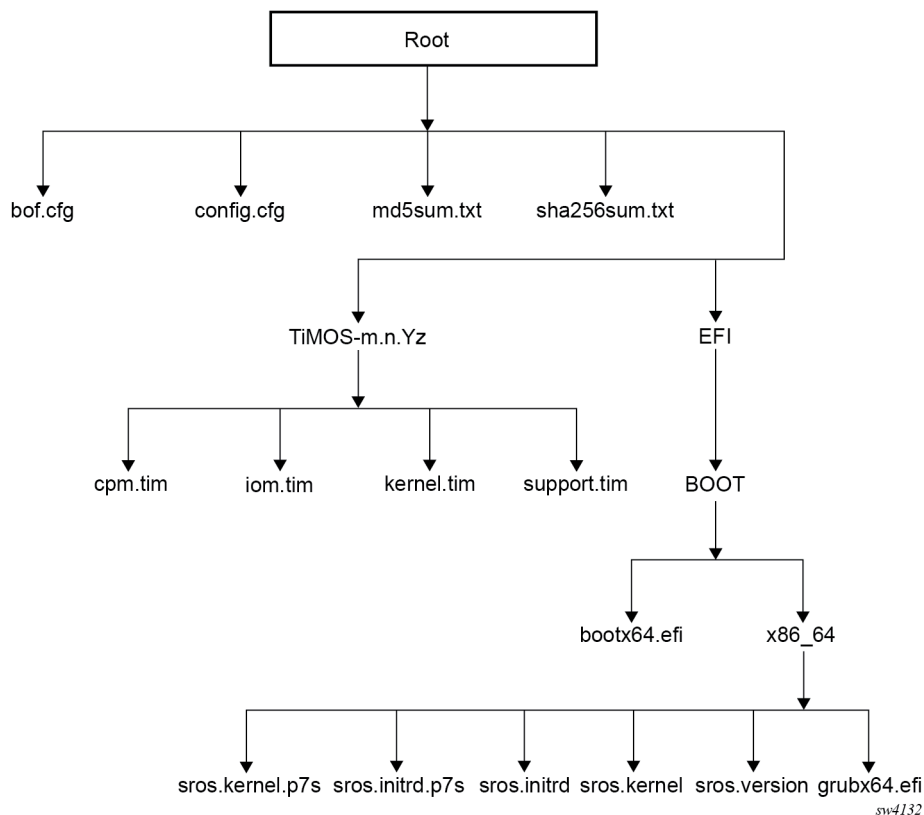 Root
bof.cfg config.cfg md5sum.txt sha256sum.txt
TiMOS-m.n.Yz EFI
cpm.tim iom.tim kernel.tim support.tim BOOT
bootx64.efi x86_64
sros.kernel.p7s sros.initrd.p7s sros.initrd sros.kernel sros.version grubx64.efi
sw4132